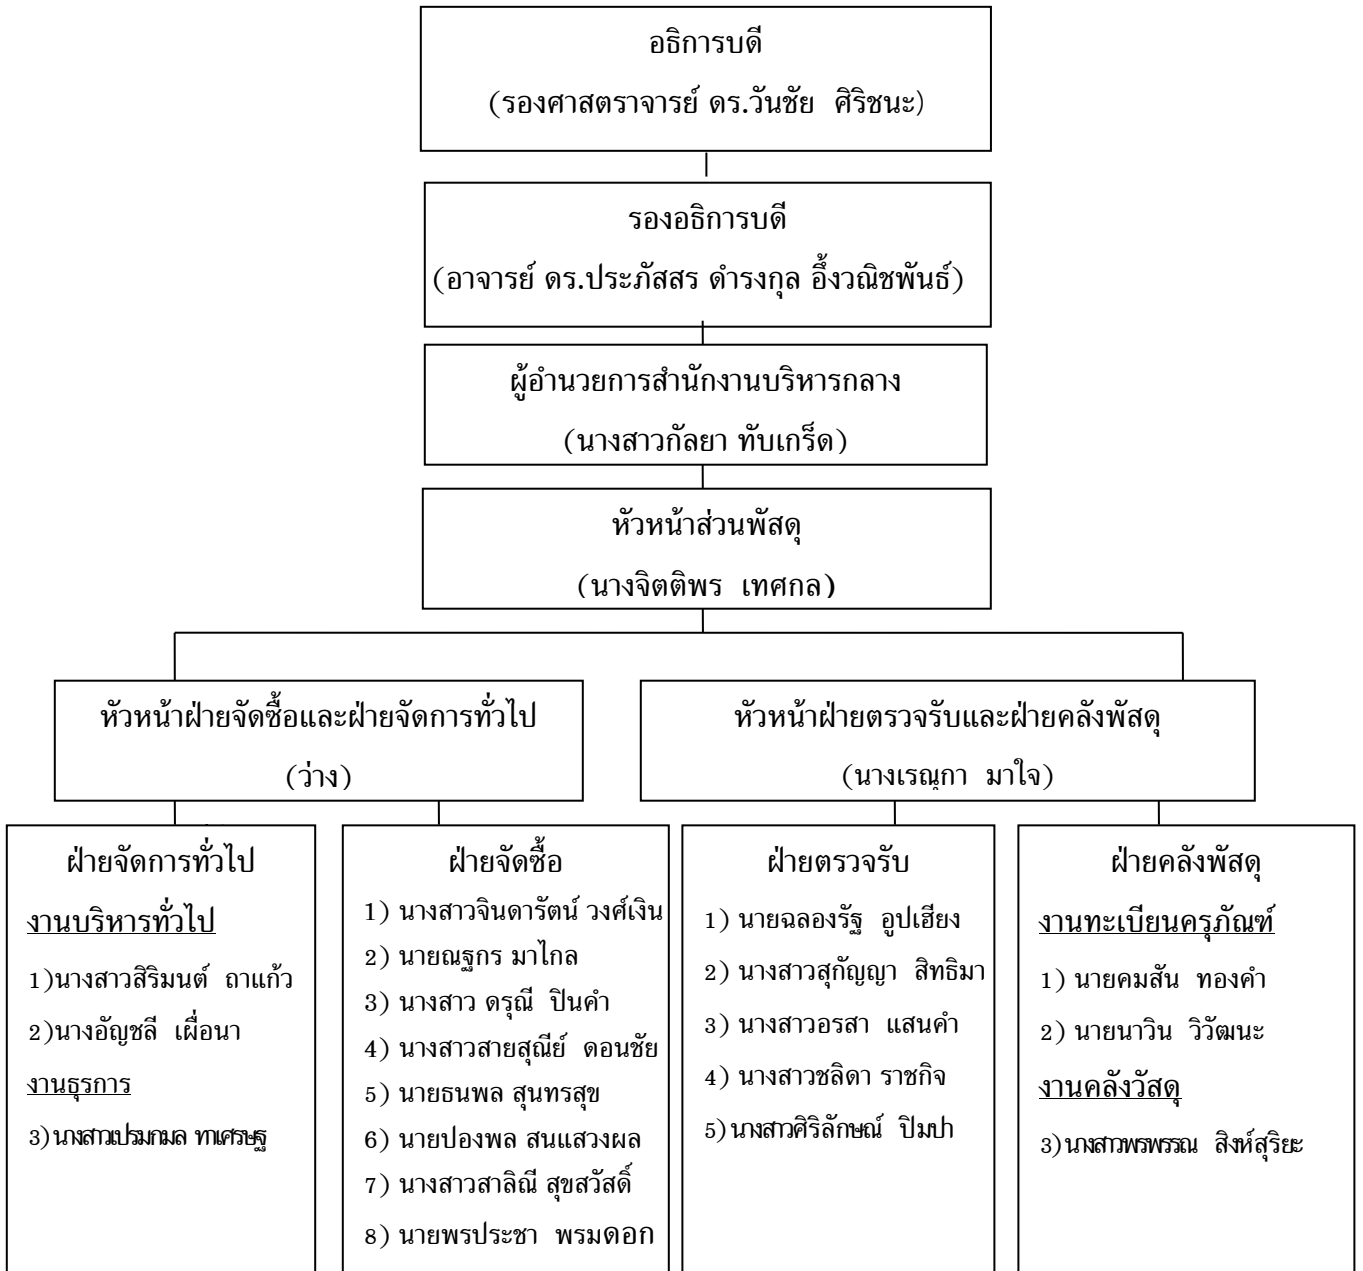 อธิการบดี
(รองศาสตราจารย์ ดร.วันชัย ศิริชนะ)
รองอธิการบดี
(อาจารย์ ดร.ประภัสสร ดำรงกุล อึ้งวณิชพันธ์)
ผู้อำนวยการสำนักงานบริหารกลาง
(นางสาวกัลยา ทับเกร็ด)
หัวหน้าส่วนพัสดุ
(นางจิตติพร เทศกล)
หัวหน้าฝ่ายจัดซื้อและฝ่ายจัดการทั่วไป
(ว่าง)
หัวหน้าฝ่ายตรวจรับและฝ่ายคลังพัสดุ
(นางเรณุกา มาใจ)
ฝ่ายจัดการทั่วไป
งานบริหารทั่วไป
1)นางสาวสิริมนต์ ถาแก้ว
2)นางอัญชลี เผื่อนา
งานธุรการ
3)นางสาวเปรมกมล ทาเศรษฐ
ฝ่ายจัดซื้อ
1) นางสาวจินดารัตน์ วงศ์เงิน
2) นายณฐกร มาไกล
3) นางสาว ดรุณี ปินคำ
4) นางสาวสายสุณีย์ ดอนชัย
5) นายธนพล สุนทรสุข
6) นายปองพล สนแสวงผล
7) นางสาวสาลิณี สุขสวัสดิ์
8) นายพรประชา พรมดอก
ฝ่ายตรวจรับ
1) นายฉลองรัฐ อูปเฮียง
2) นางสาวสุกัญญา สิทธิมา
3) นางสาวอรสา แสนคำ
4) นางสาวชลิดา ราชกิจ
5)นางสาวศิริลักษณ์ ปิมปา
ฝ่ายคลังพัสดุ
งานทะเบียนครุภัณฑ์
1) นายคมสัน ทองคำ
2) นายนาวิน วิวัฒนะ
งานคลังวัสดุ
3)นางสาวพรพรรณ สิงห์สุริยะ